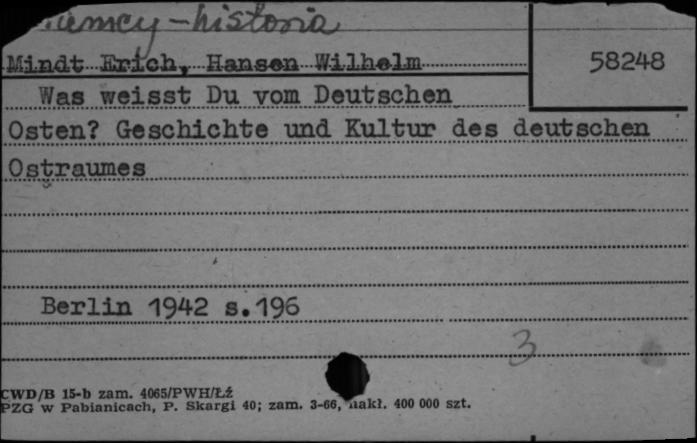 Niemcy - historia
Mindt Erich, Hansen Wilhelm
58248
Was weisst Du vom Deutschen
Osten? Geschichte und Kultur des deutschen
Ostraumes
Berlin 1942 s.196
3
CWD/B 15-b zam. 4065/PWH/Łź
PZG w Pabianicach, P. Skargi 40; zam. 3-66, nakł. 400 000 szt.